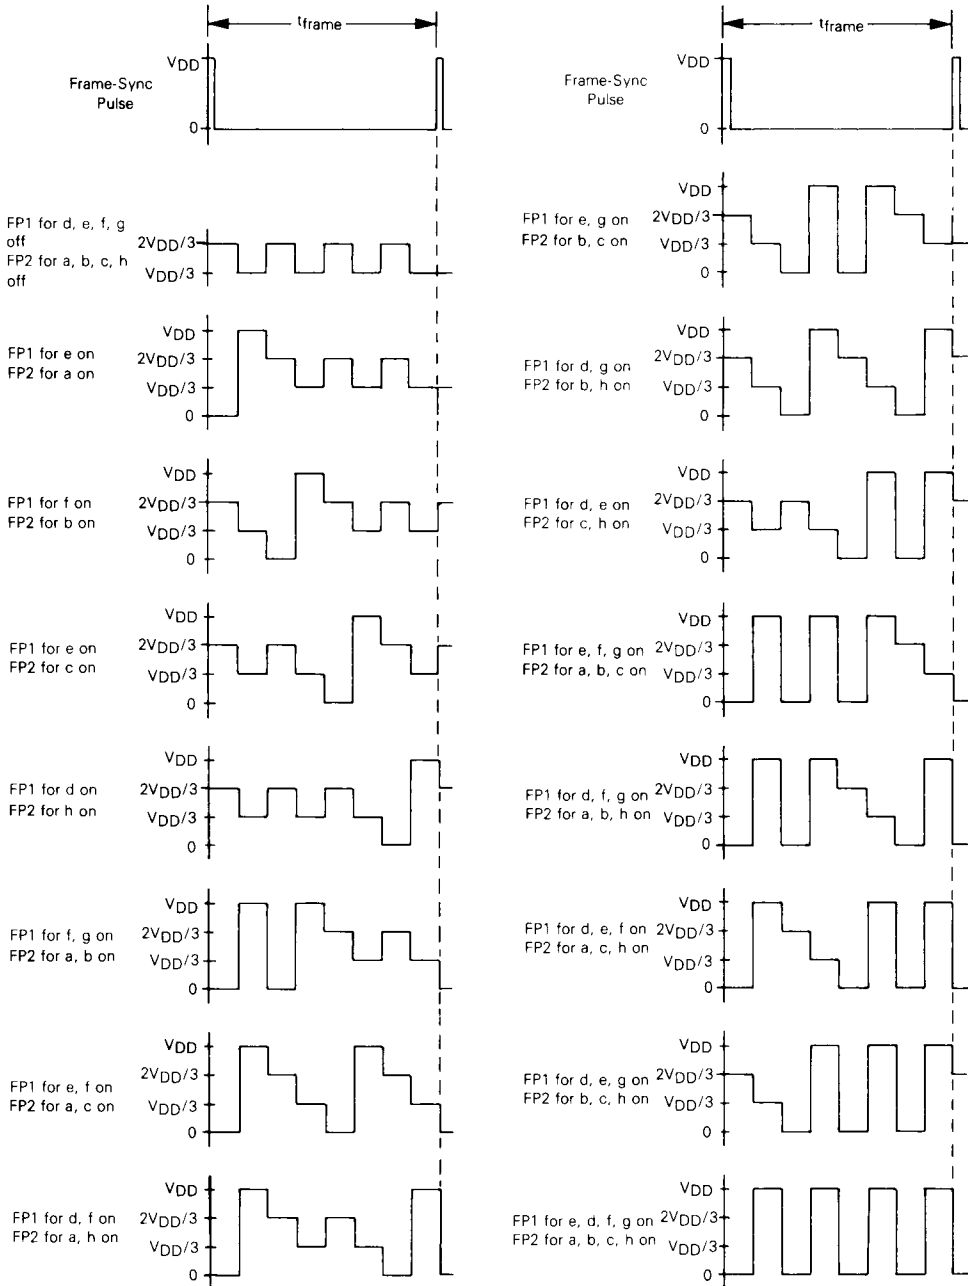 tframe
VDD
Frame-Sync
Pulse
0
FP1 for d, e, f, g
off
FP2 for a, b, c, h
off
2VDD/3
VDD/3
VDD
FP1 for e on
FP2 for a on
2VDD/3
VDD/3
0
VDD
FP1 for f on
FP2 for b on
2VDD/3
VDD/3
0
VDD
FP1 for e on
FP2 for c on
2VDD/3
VDD/3
0
VDD
FP1 for d on
FP2 for h on
2VDD/3
VDD/3
0
VDD
FP1 for f, g on
FP2 for a, b on
2VDD/3
VDD/3
0
VDD
FP1 for e, f on
FP2 for a, c on
2VDD/3
VDD/3
0
VDD
FP1 for d, f on
FP2 for a, h on
2VDD/3
VDD/3
0
tframe
VDD
Frame-Sync
Pulse
0
VDD
FP1 for e, g on
FP2 for b, c on
2VDD/3
VDD/3
0
VDD
FP1 for d, g on
FP2 for b, h on
2VDD/3
VDD/3
0
VDD
FP1 for d, e on
FP2 for c, h on
2VDD/3
VDD/3
0
VDD
FP1 for e, f, g on
FP2 for a, b, c on
2VDD/3
VDD/3
0
VDD
FP1 for d, f, g on
FP2 for a, b, h on
2VDD/3
VDD/3
0
VDD
FP1 for d, e, f on
FP2 for a, c, h on
2VDD/3
VDD/3
0
VDD
FP1 for d, e, g on
FP2 for b, c, h on
2VDD/3
VDD/3
0
VDD
FP1 for e, d, f, g on
FP2 for a, b, c, h on
2VDD/3
VDD/3
0